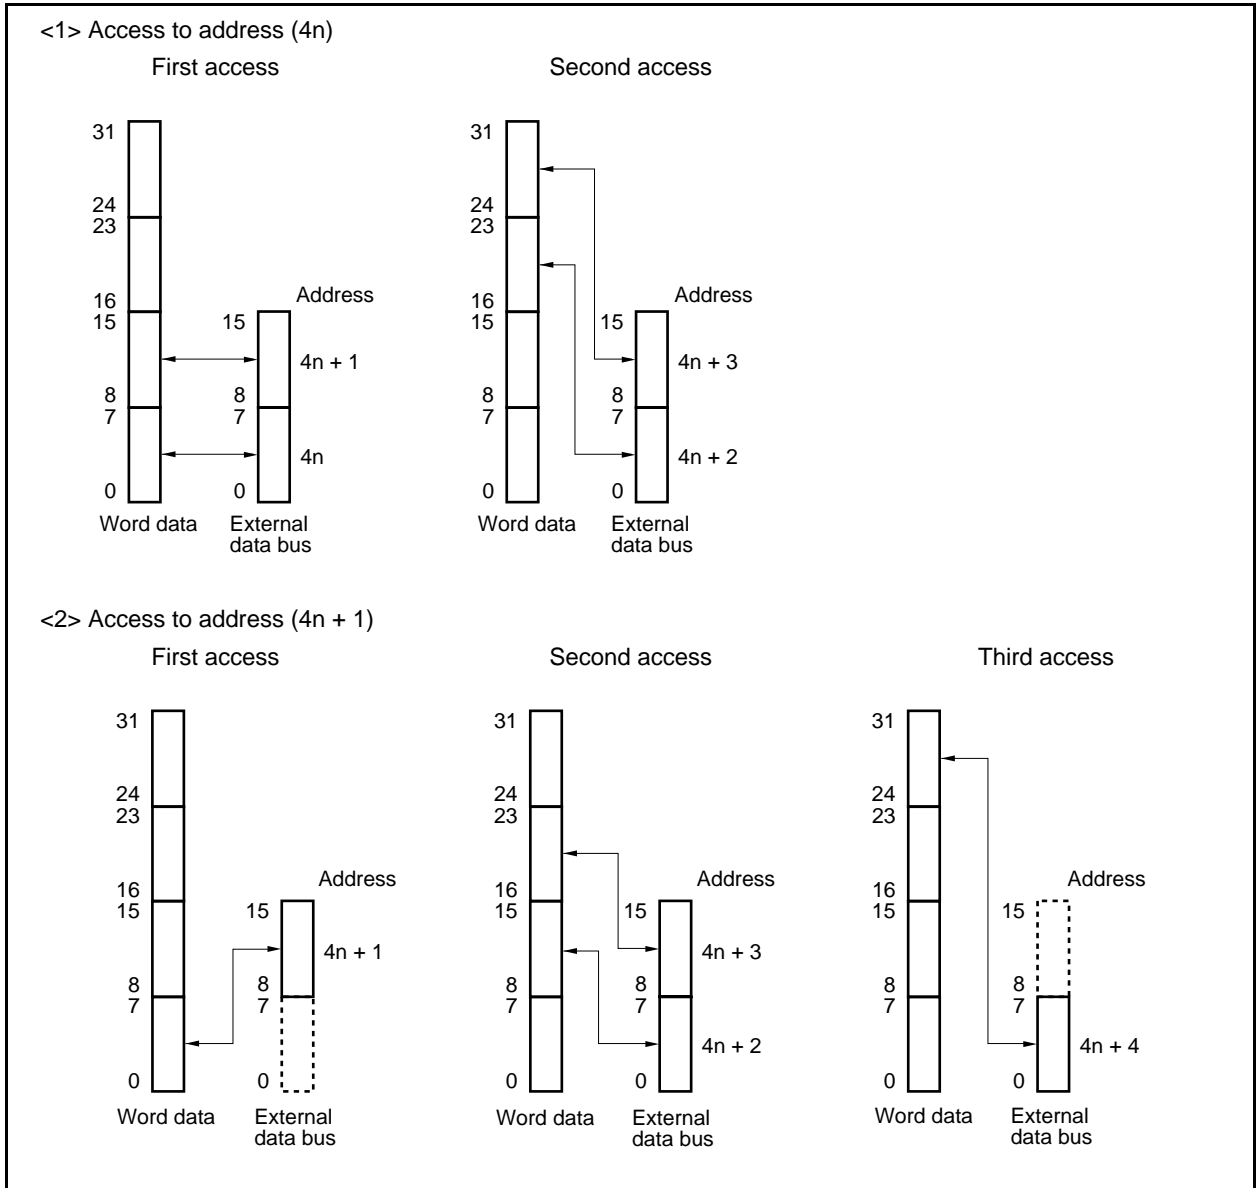 <1> Access to address (4n)
First access Second access
31 31
24 24
23 23
Address Address
16 16
15 15 15 15
4n + 1 4n + 3
8 8 8 8
7 7 7 7
4n 4n + 2
0 0 0 0
Word data External data bus Word data External data bus
<2> Access to address (4n + 1)
First access Second access Third access
31 31 31
24 24 24
23 23 23
Address Address Address
16 16 16
15 15 15 15 15 15
4n + 1 4n + 3
8 8 8 8 8 8
7 7 7 7 7 7
4n + 2 4n + 4
0 0 0 0 0 0
Word data External data bus Word data External data bus Word data External data bus